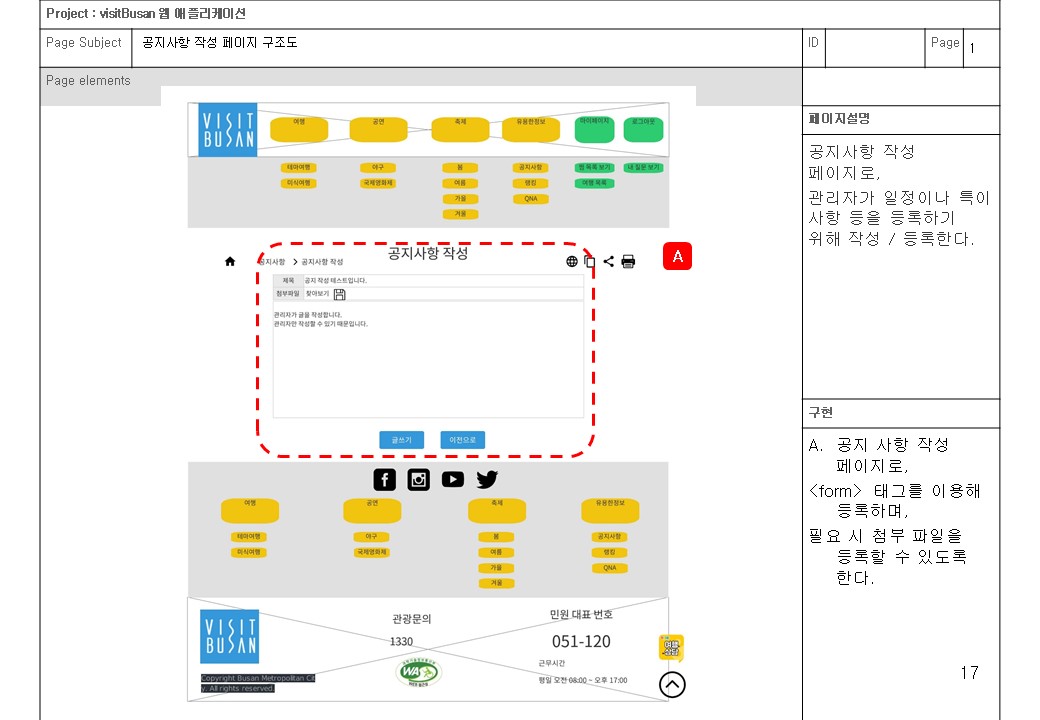 Project : visitBusan 웹 애플리케이션
Page Subject
공지사항 작성 페이지 구조도
ID
Page
1
Page elements
VISIT
BUSAN
여행
공연
축제
유용한정보
마이페이지
로그아웃
테마여행
야구
봄
공지사항
찜 목록 보기
내 질문 보기
미식여행
국제영화제
여름
맵킹
여행 목록
가을
QNA
겨울
공지사항 작성
공지사항 > 공지사항 작성
A
제목
공지 작성 테스트입니다.
첨부파일
찾아보기
관리자가 글을 작성합니다.
관리자만 작성할 수 있기 때문입니다.
글쓰기
이전으로
여행
공연
축제
유용한정보
테마여행
야구
봄
공지사항
미식여행
국제영화제
여름
가을
QNA
겨울
VISIT
BUSAN
관광문의
1330
민원 대표 번호
051-120
근무시간
평일 오전 08:00 ~ 오후 17:00
WA
Copyright Busan Metropolitan Cit
y. All rights reserved.
여행
상담
페이지설명
공지사항 작성
페이지로,
관리자가 일정이나 특이
사항 등을 등록하기
위해 작성 / 등록한다.
구현
A. 공지 사항 작성
페이지로,
<form> 태그를 이용해
등록하며,
필요 시 첨부 파일을
등록할 수 있도록
한다.
17